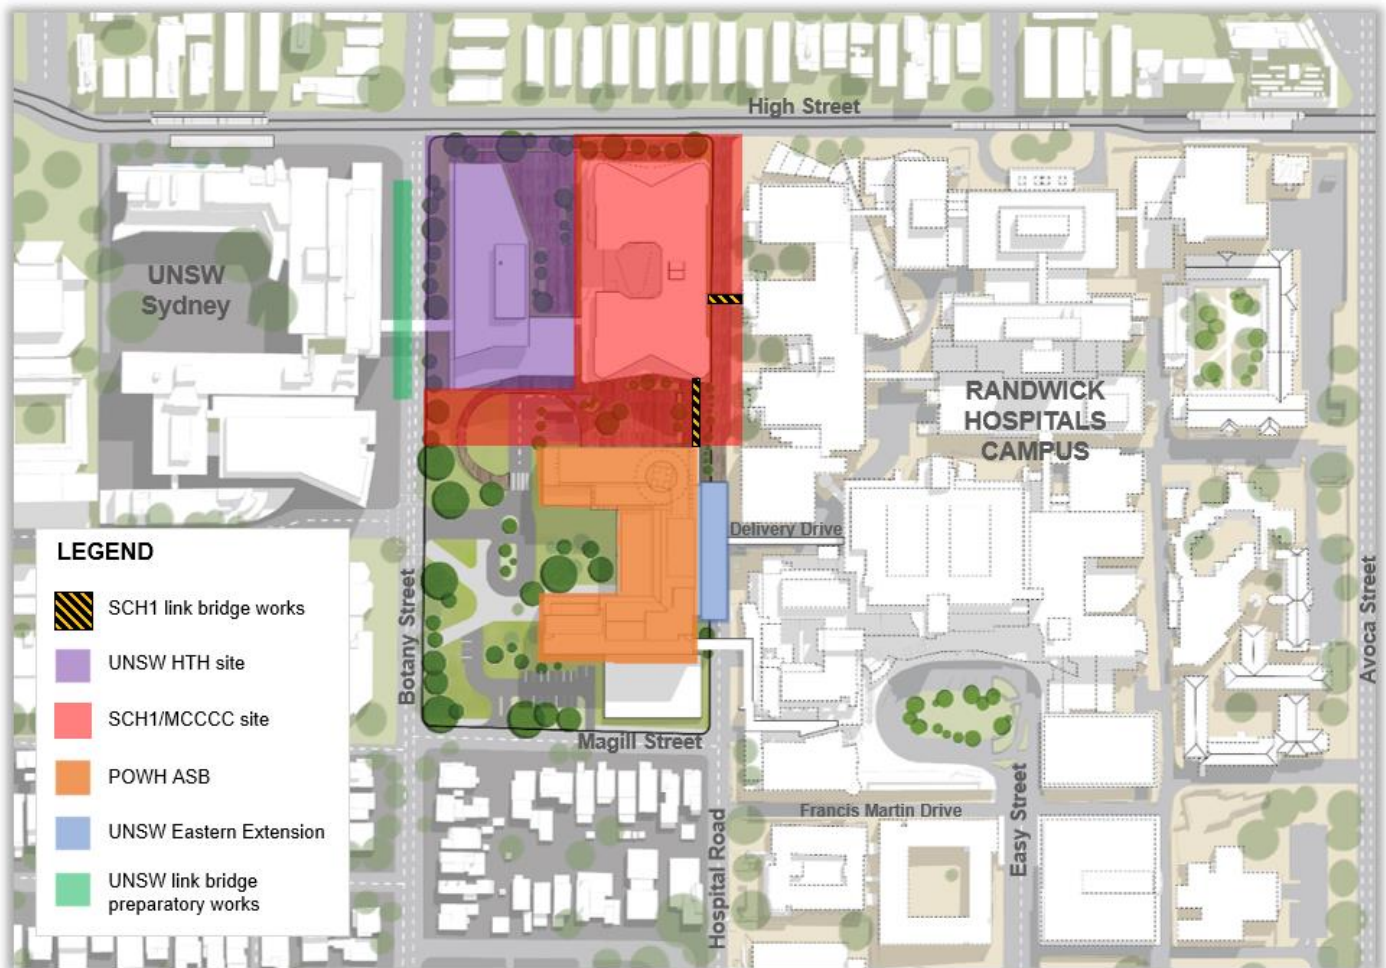 High Street
UNSW
Sydney
RANDWICK
HOSPITALS
CAMPUS
Delivery Drive
LEGEND
SCH1 link bridge works
UNSW HTH site
SCH1/MCCCC site
POWH ASB
UNSW Eastern Extension
UNSW link bridge
preparatory works
Botany Street
Avoca Street
Magill Street
Francis Martin Drive
Easy Street
Hospital Road